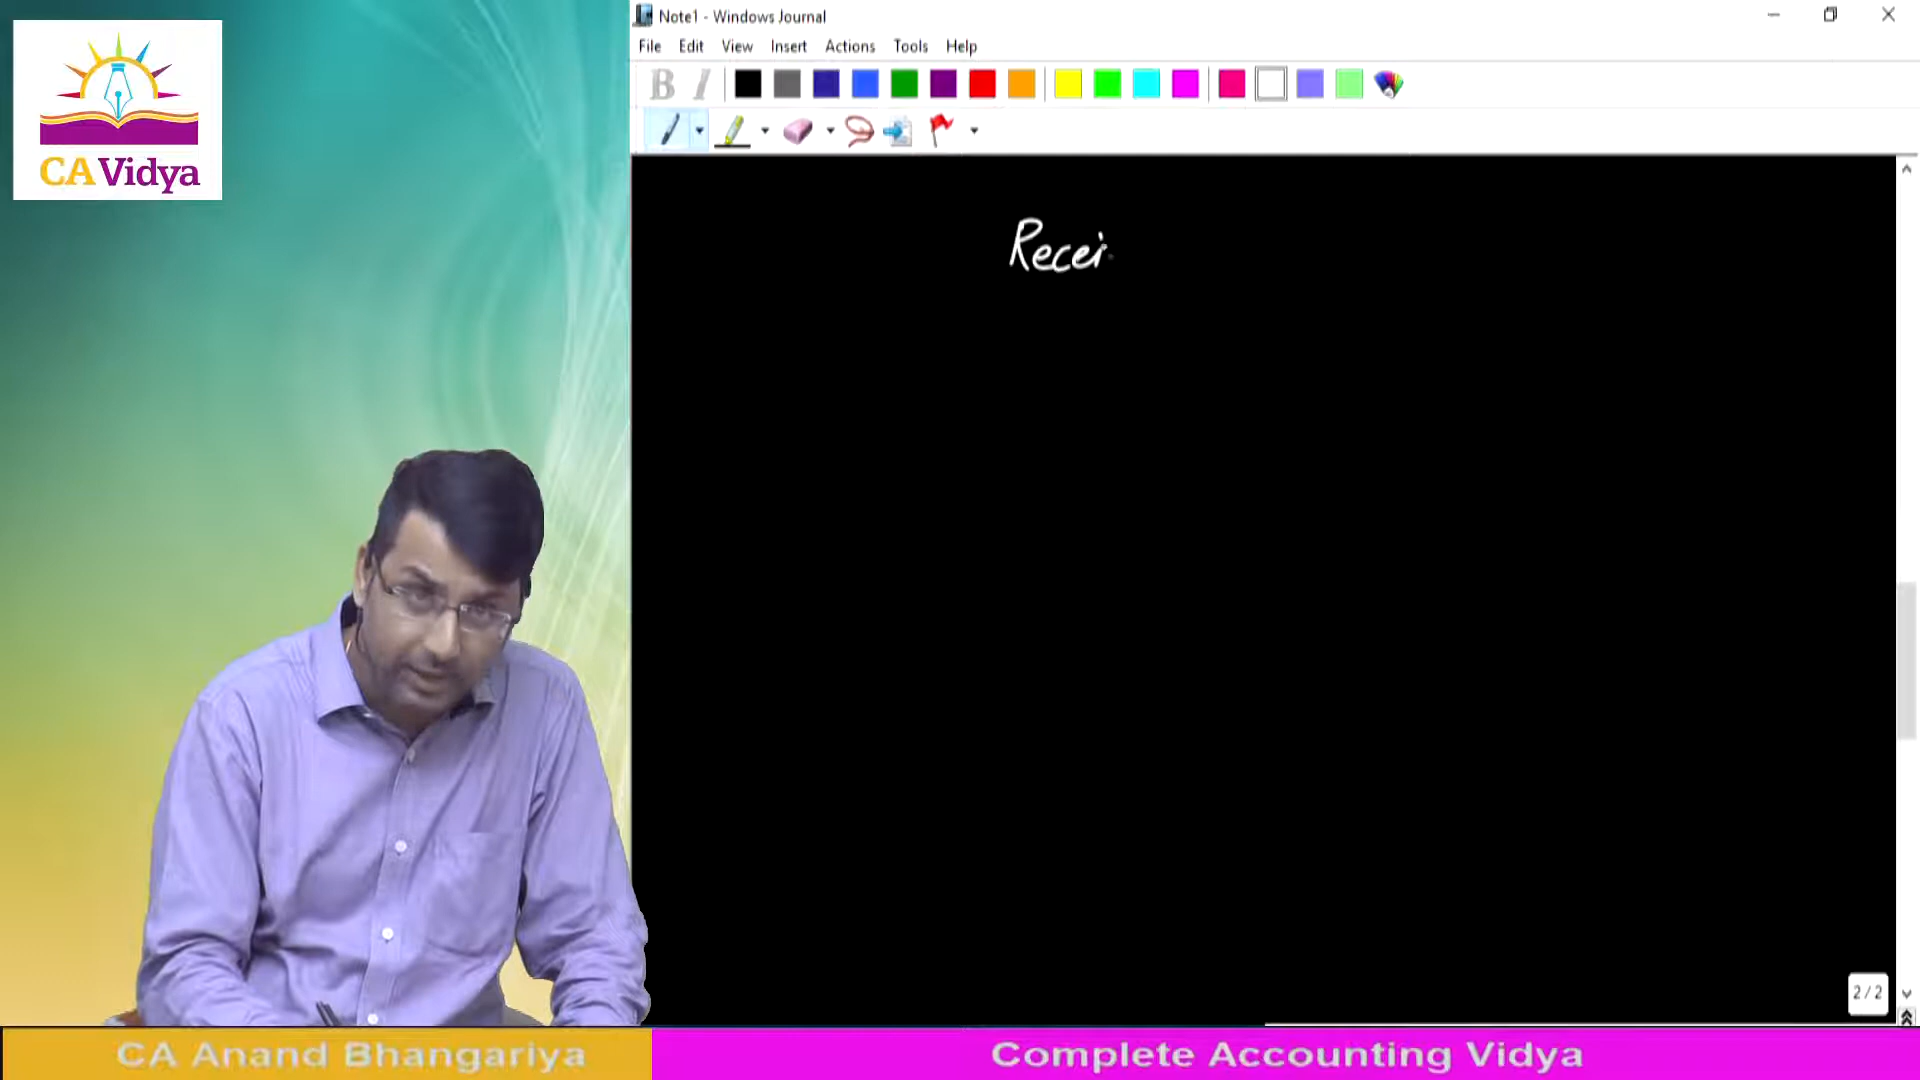 CA Vidya
Note1 - Windows Journal
File Edit View Insert Actions Tools Help
B I
Recei
2 / 2
CA Anand Bhangariya
Complete Accounting Vidya